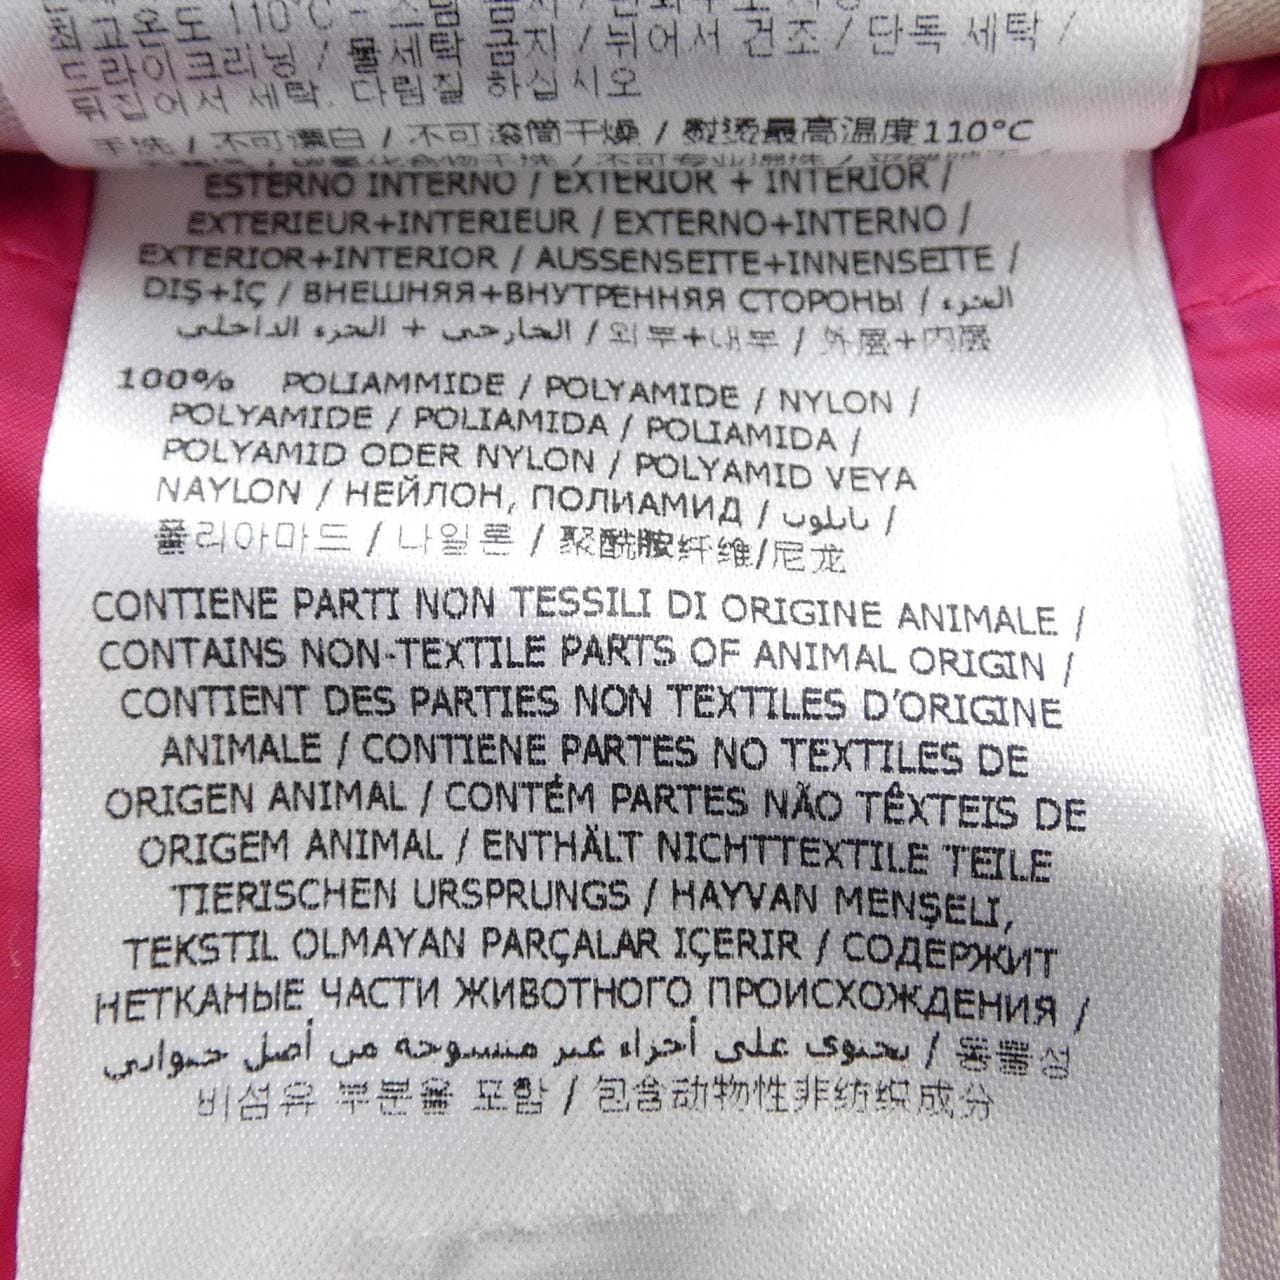 최고온도 110°C - 스팀 금지 /
드라이크리닝 / 물세탁 금지 / 뉘어서 건조 / 단독 세탁 /
뒤집어서 세탁. 다림질 하십시오
手洗 / 不可漂白 / 不可滚筒干燥 / 熨烫最高温度110°C
ESTERNO INTERNO / EXTERIOR + INTERIOR /
EXTERIEUR+INTERIEUR / EXTERNO+INTERNO /
EXTERIOR+INTERIOR / AUSSENSEITE+INNENSEITE /
DIŞ+İÇ / ВНЕШНЯЯ+ВНУТРЕННЯЯ СТОРОНЫ / الجزء
الخارجي + الجزء الداخلي / 외부+내부 / 外层+内层
100% POLIAMMIDE / POLYAMIDE / NYLON /
POLYAMIDE / POLIAMIDA / POLIAMIDA /
POLYAMID ODER NYLON / POLYAMID VEYA
NAYLON / НЕЙЛОН, ПОЛИАМИД / نايلون /
폴리아마드 / 나일론 / 聚酰胺纤维/尼龙
CONTIENE PARTI NON TESSILI DI ORIGINE ANIMALE /
CONTAINS NON-TEXTILE PARTS OF ANIMAL ORIGIN /
CONTIENT DES PARTIES NON TEXTILES D'ORIGINE
ANIMALE / CONTIENE PARTES NO TEXTILES DE
ORIGEN ANIMAL / CONTÉM PARTES NÃO TÊXTEIS DE
ORIGEM ANIMAL / ENTHÄLT NICHTTEXTILE TEILE
TIERISCHEN URSPRUNGS / HAYVAN MENŞELI,
TEKSTIL OLMAYAN PARÇALAR IÇERIR / СОДЕРЖИТ
НЕТКАНЫЕ ЧАСТИ ЖИВОТНОГО ПРОИСХОЖДЕНИЯ /
يحتوى على أجزاء غير منسوجة من أصل حيواني / 동물성
비섬유 부분을 포함 / 包含动物性非纺织成分